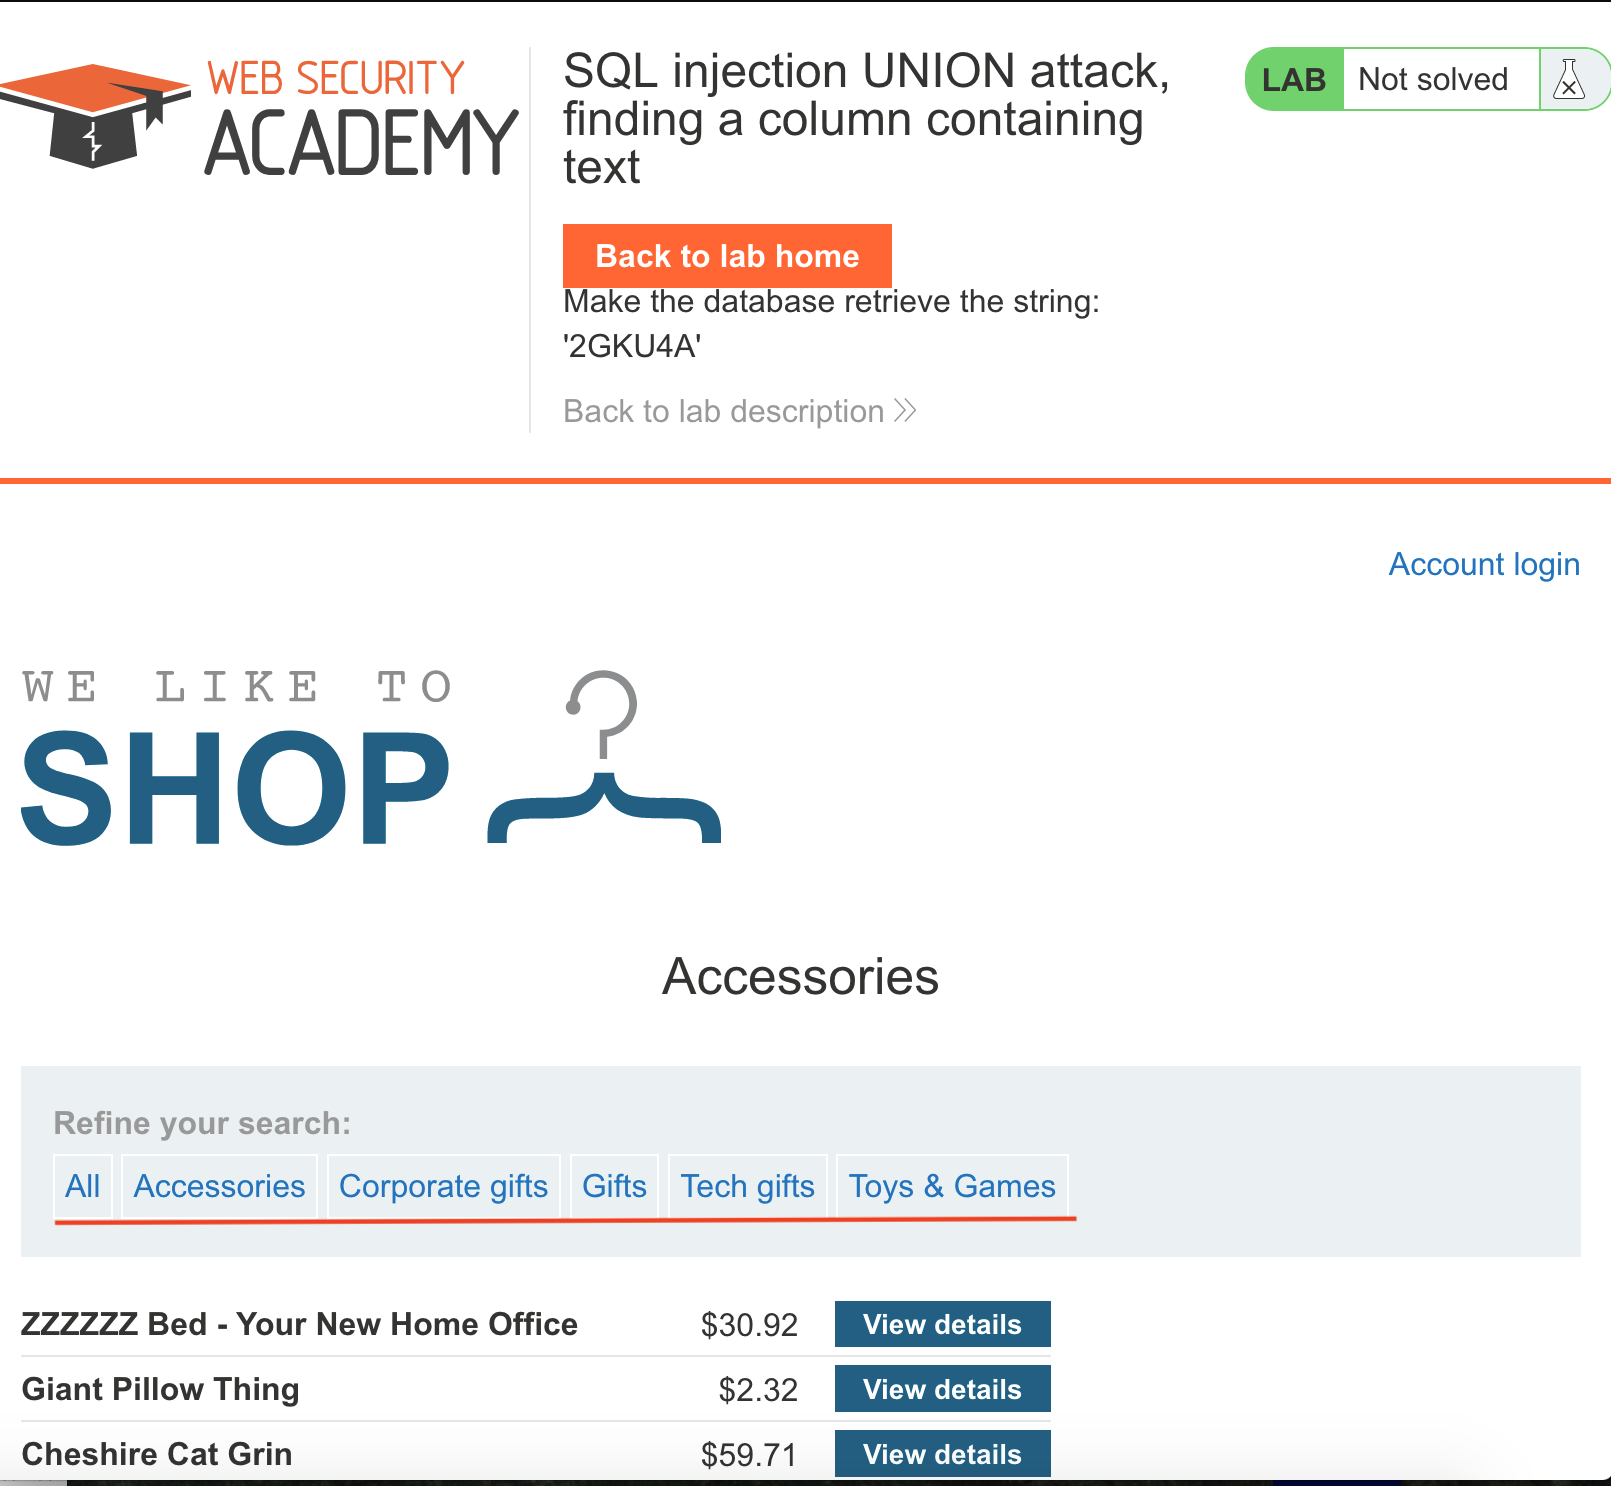 WEB SECURITY
ACADEMY
SQL injection UNION attack,
finding a column containing
text
LAB Not solved
Back to lab home
Make the database retrieve the string:
'2GKU4A'
Back to lab description
Account login
WE LIKE TO
SHOP
Accessories
Refine your search:
All Accessories Corporate gifts Gifts Tech gifts Toys & Games
ZZZZZZ Bed - Your New Home Office $30.92 View details
Giant Pillow Thing $2.32 View details
Cheshire Cat Grin $59.71 View details